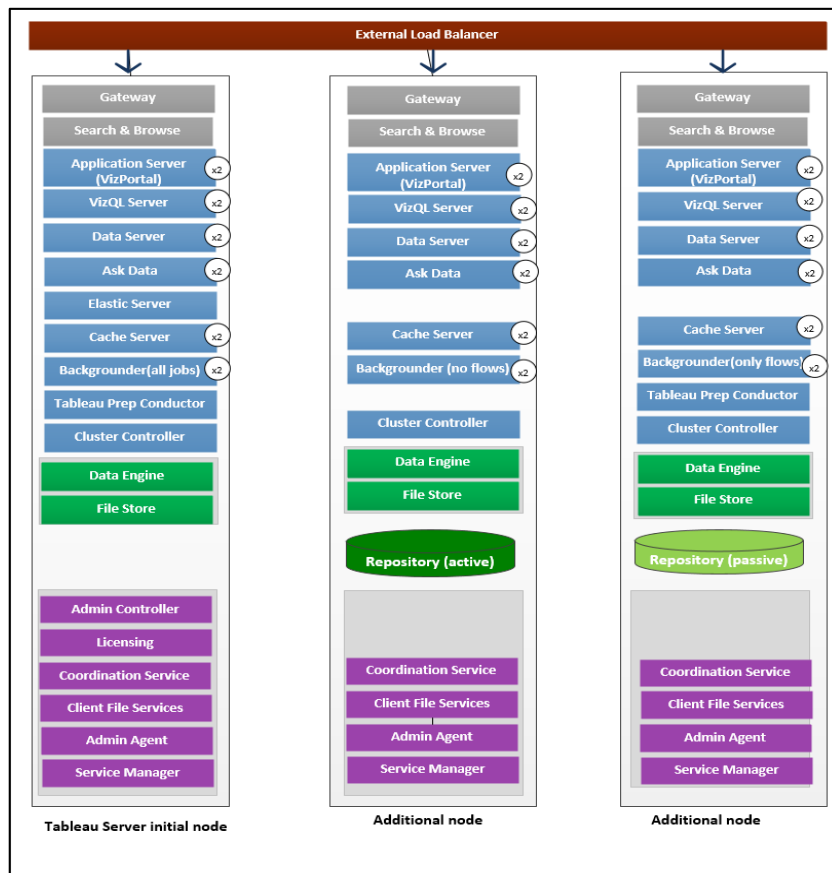 External Load Balancer
Gateway
Search & Browse
Application Server
(VizPortal)
x2
VizQL Server
x2
Data Server
x2
Ask Data
x2
Elastic Server
Cache Server
x2
Backgrounder(all jobs)
x2
Tableau Prep Conductor
Cluster Controller
Data Engine
File Store
Admin Controller
Licensing
Coordination Service
Client File Services
Admin Agent
Service Manager
Tableau Server initial node
Gateway
Search & Browse
Application Server
(VizPortal)
x2
VizQL Server
x2
Data Server
x2
Ask Data
x2
Cache Server
x2
Backgrounder (no flows)
x2
Cluster Controller
Data Engine
File Store
Repository (active)
Coordination Service
Client File Services
Admin Agent
Service Manager
Additional node
Gateway
Search & Browse
Application Server
(VizPortal)
x2
VizQL Server
x2
Data Server
x2
Ask Data
x2
Cache Server
x2
Backgrounder(only flows)
x2
Tableau Prep Conductor
Cluster Controller
Data Engine
File Store
Repository (passive)
Coordination Service
Client File Services
Admin Agent
Service Manager
Additional node